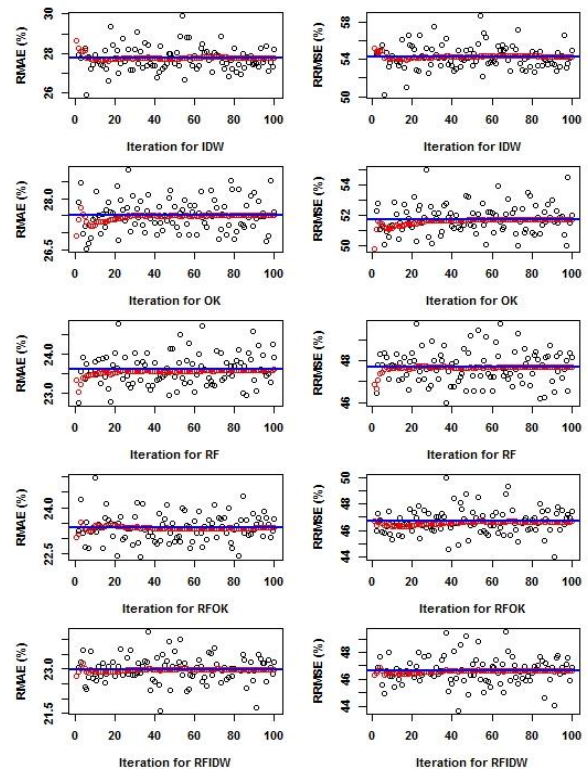 RMAE (%)
30
28
26
0 20 40 60 80 100
Iteration for IDW
RRMSE (%)
58
54
50
0 20 40 60 80 100
Iteration for IDW
RMAE (%)
28.0
26.5
0 20 40 60 80 100
Iteration for OK
RRMSE (%)
54
52
50
0 20 40 60 80 100
Iteration for OK
RMAE (%)
24.0
23.0
0 20 40 60 80 100
Iteration for RF
RRMSE (%)
48
46
0 20 40 60 80 100
Iteration for RF
RMAE (%)
24.0
22.5
0 20 40 60 80 100
Iteration for RFOK
RRMSE (%)
50
48
46
44
0 20 40 60 80 100
Iteration for RFOK
RMAE (%)
23.0
21.5
0 20 40 60 80 100
Iteration for RFIDW
RRMSE (%)
48
46
44
0 20 40 60 80 100
Iteration for RFIDW